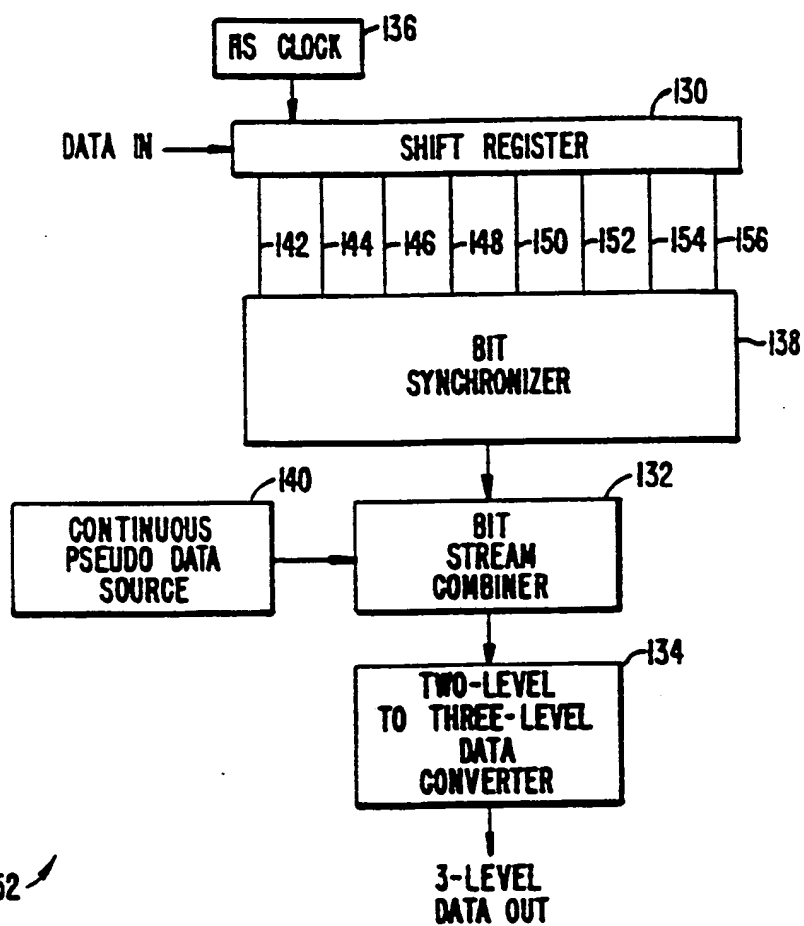 RS CLOCK
136
130
DATA IN
SHIFT REGISTER
142 144 146 148 150 152 154 156
BIT
SYNCHRONIZER
138
140
132
CONTINUOUS
PSEUDO DATA
SOURCE
BIT
STREAM
COMBINER
134
TWO-LEVEL
TO THREE-LEVEL
DATA
CONVERTER
3-LEVEL
DATA OUT